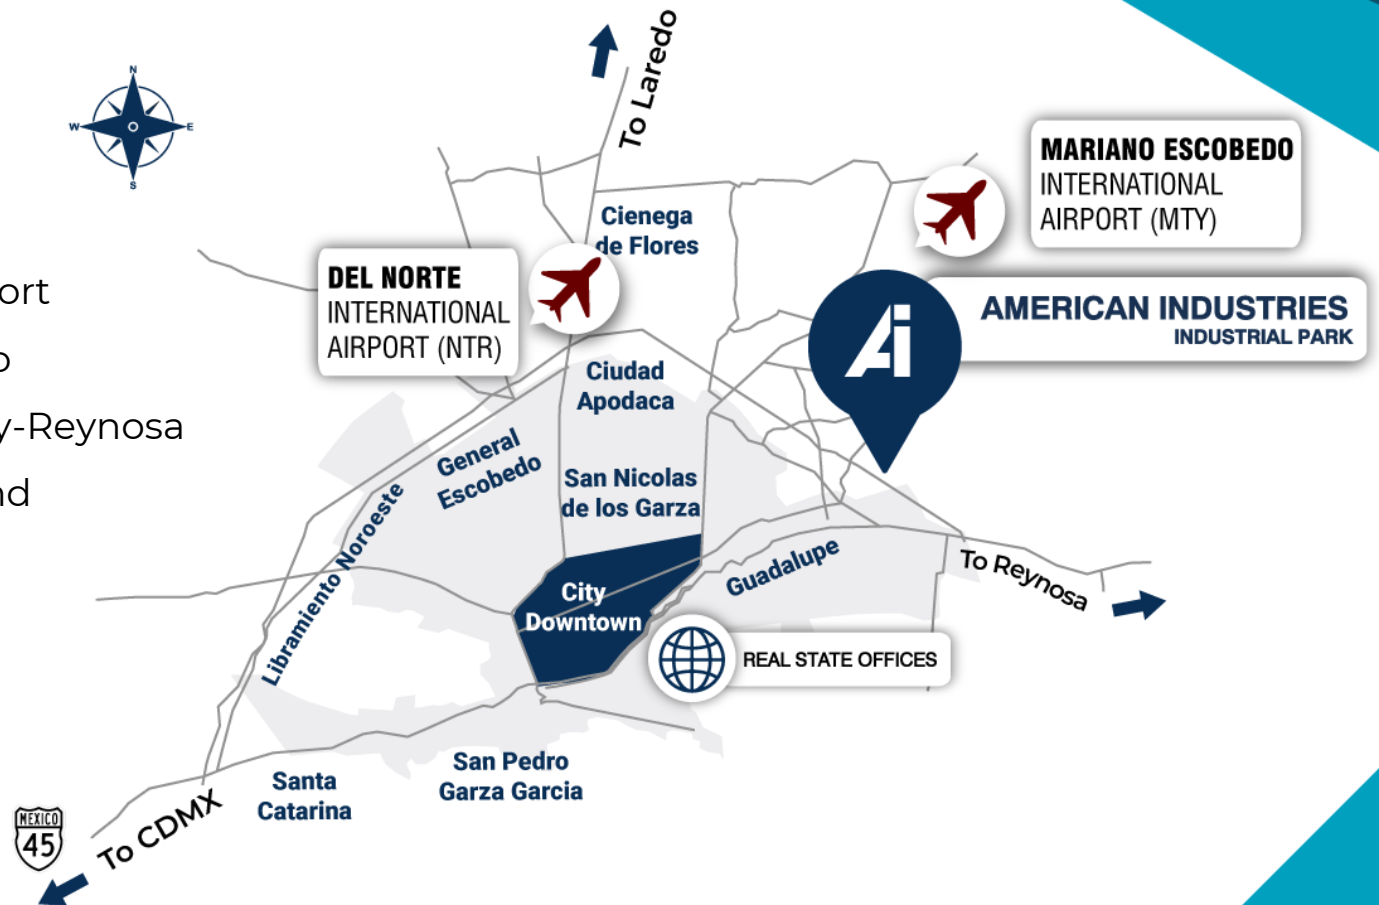 To Laredo
N
W
E
S
MARIANO ESCOBEDO
INTERNATIONAL
AIRPORT (MTY)
Cienega
de Flores
DEL NORTE
INTERNATIONAL
AIRPORT (NTR)
AMERICAN INDUSTRIES
INDUSTRIAL PARK
Ai
ort
o
y-Reynosa
nd
Ciudad
Apodaca
General
Escobedo
San Nicolas
de los Garza
Libramiento Noroeste
Guadalupe
To Reynosa
City
Downtown
REAL STATE OFFICES
San Pedro
Garza Garcia
Santa
Catarina
To CDMX
MEXICO
45